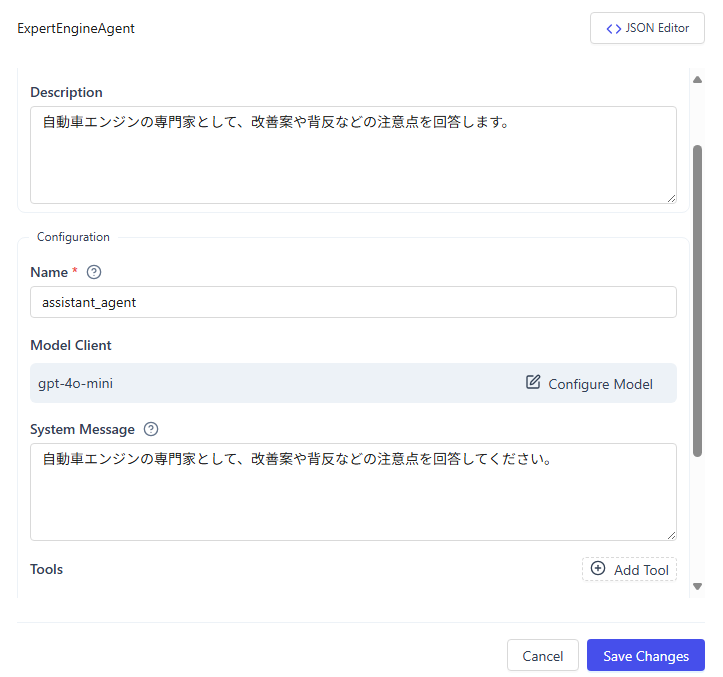 ExpertEngineAgent
<> JSON Editor
Description
自動車エンジンの専門家として、改善案や背反などの注意点を回答します。
Configuration
Name *
assistant_agent
Model Client
gpt-4o-mini
Configure Model
System Message
自動車エンジンの専門家として、改善案や背反などの注意点を回答してください。
Tools
Add Tool
Cancel
Save Changes